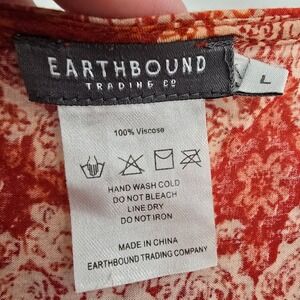 EARTHBOUND
TRADING CO
L
100% Viscose
HAND WASH COLD
DO NOT BLEACH
LINE DRY
DO NOT IRON
MADE IN CHINA
EARTHBOUND TRADING COMPANY